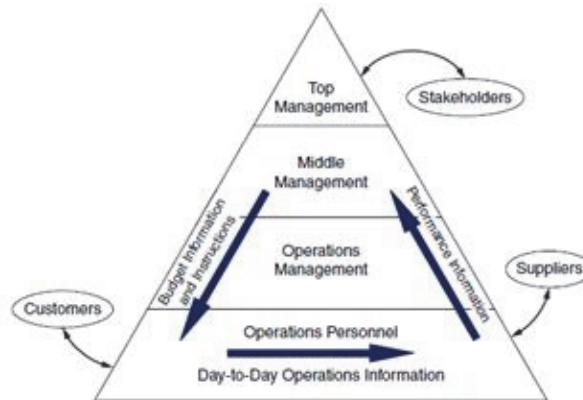 Top
Management
Stakeholders
Middle
Management
Budget Information
and Instructions
Performance Information
Operations
Management
Suppliers
Customers
Operations Personnel
Day-to-Day Operations Information